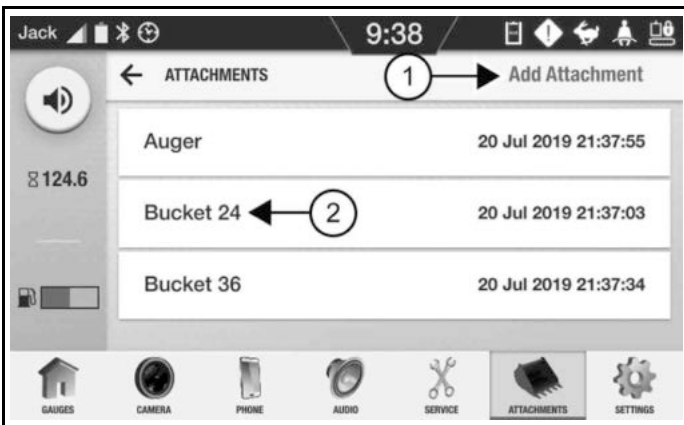 Jack 9:38
ATTACHMENTS 1 Add Attachment
124.6
Auger 20 Jul 2019 21:37:55
Bucket 24 2 20 Jul 2019 21:37:03
Bucket 36 20 Jul 2019 21:37:34
GAUGES CAMERA PHONE AUDIO SERVICE ATTACHMENTS SETTINGS